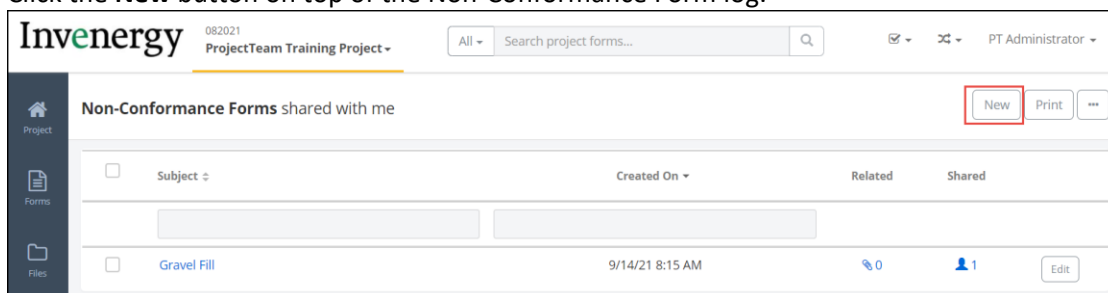 Click the New button on top of the Non-Conformance Form log.
Invenergy
082021
ProjectTeam Training Project
All
Search project forms...
PT Administrator
Project
Non-Conformance Forms shared with me
New
Print
Subject
Created On
Related
Shared
Forms
Files
Gravel Fill
9/14/21 8:15 AM
0
1
Edit